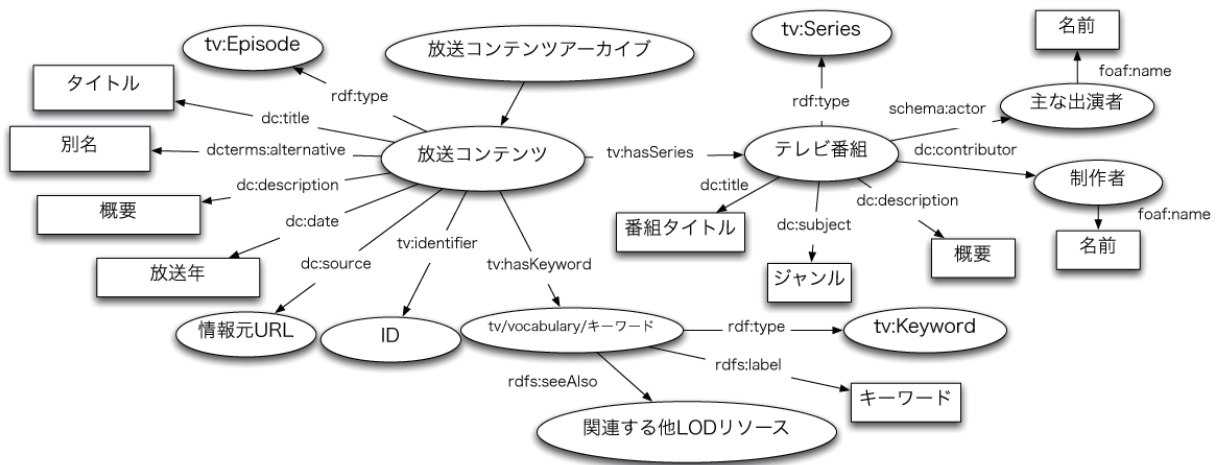 名前
tv:Episode
放送コンテンツアーカイブ
tv:Series
foaf:name
タイトル
rdf:type
rdf:type
主な出演者
dc:title
schema:actor
別名
dcterms:alternative
放送コンテンツ
tv:hasSeries
テレビ番組
dc:contributor
dc:description
dc:title
dc:description
制作者
概要
dc:date
foaf:name
番組タイトル
dc:subject
tv:identifier
概要
名前
放送年
dc:source
tv:hasKeyword
ジャンル
情報元URL
ID
tv/vocabulary/キーワード
rdf:type
tv:Keyword
rdfs:label
rdfs:seeAlso
キーワード
関連する他LODリソース